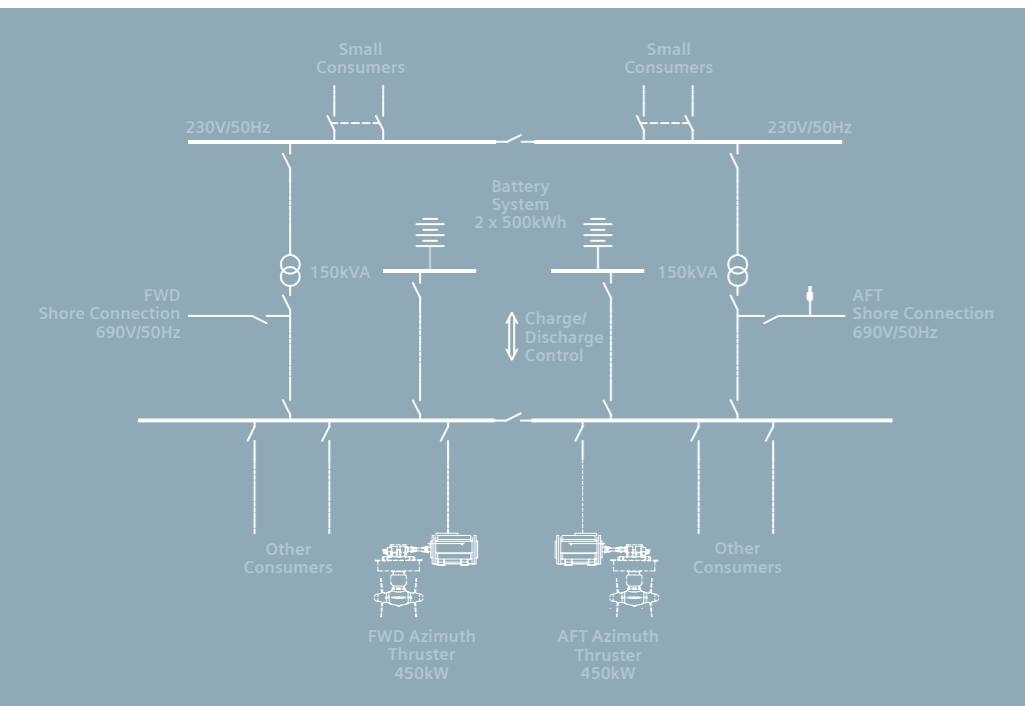 Small
Consumers
Small
Consumers
230V/50Hz
230V/50Hz
Battery
System
2 x 500kWh
150kVA
150kVA
FWD
Shore Connection
690V/50Hz
AFT
Shore Connection
690V/50Hz
Charge/
Discharge
Control
Other
Consumers
Other
Consumers
FWD Azimuth
Thruster
450kW
AFT Azimuth
Thruster
450kW